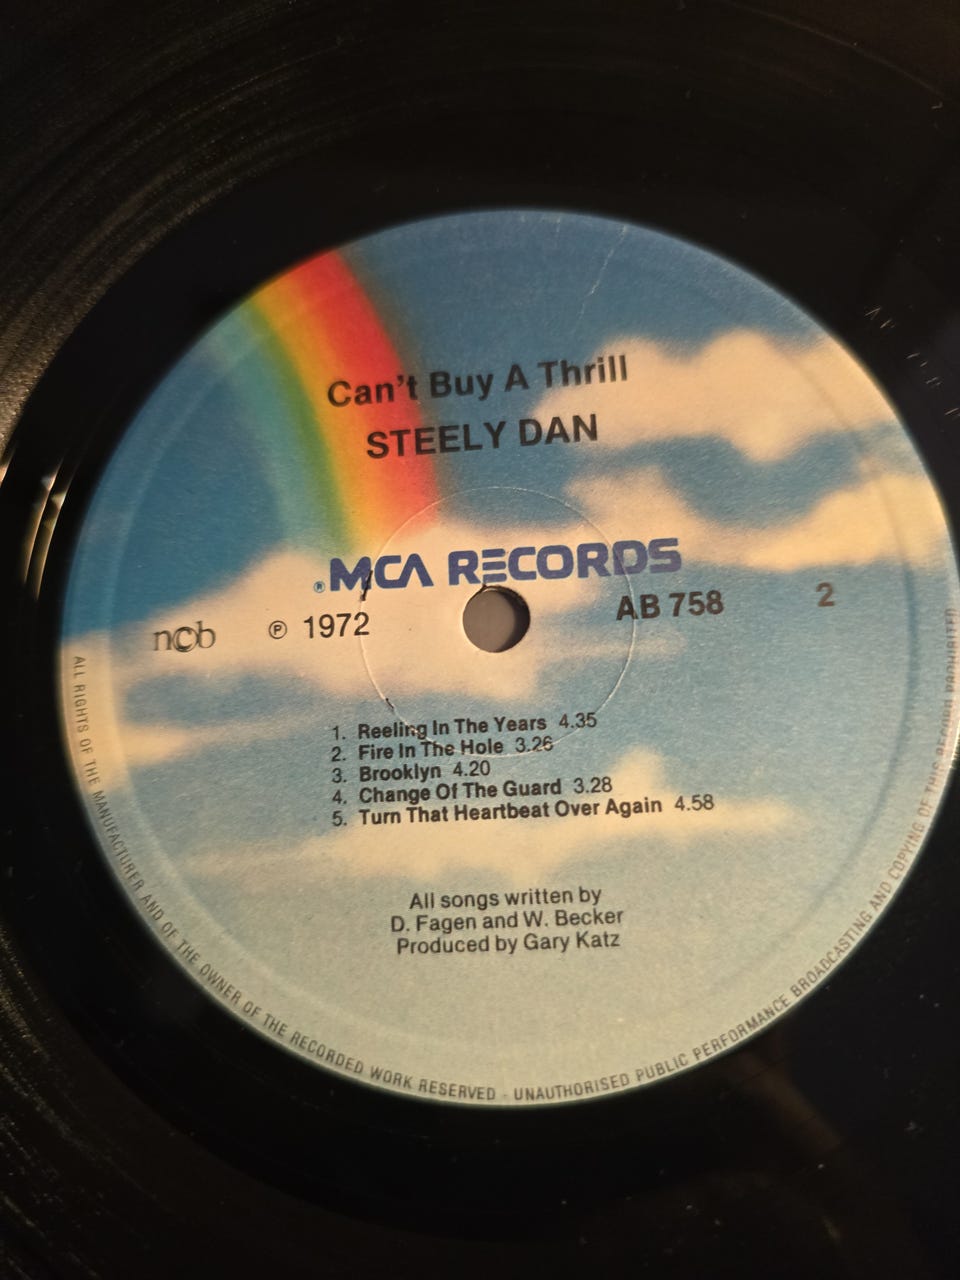 Can't Buy A Thrill
STEELY DAN
® MCA RECORDS
ncb ℗ 1972 AB 758 2
1. Reeling In The Years 4.35
2. Fire In The Hole 3.26
3. Brooklyn 4.20
4. Change Of The Guard 3.28
5. Turn That Heartbeat Over Again 4.58
All songs written by
D. Fagen and W. Becker
Produced by Gary Katz
ALL RIGHTS OF THE MANUFACTURER AND OF THE OWNER OF THE RECORDED WORK RESERVED · UNAUTHORISED PUBLIC PERFORMANCE BROADCASTING AND COPYING OF THIS RECORD PROHIBITED